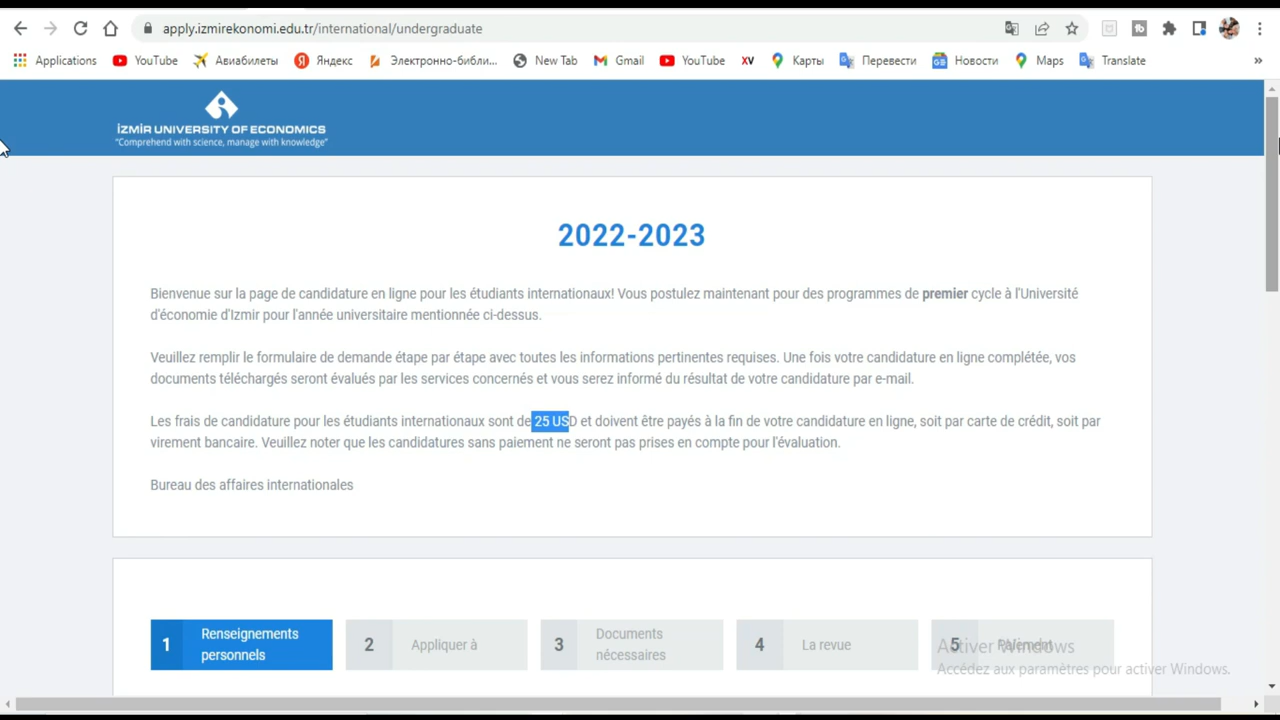 apply.izmirekonomi.edu.tr/international/undergraduate
Applications YouTube Авиабилеты Яндекс Электронно-библи... New Tab Gmail YouTube XV Карты Перевести Новости Maps Translate »
İZMİR UNIVERSITY OF ECONOMICS
"Comprehend with science, manage with knowledge"
2022-2023
Bienvenue sur la page de candidature en ligne pour les étudiants internationaux! Vous postulez maintenant pour des programmes de premier cycle à l'Université
d'économie d'Izmir pour l'année universitaire mentionnée ci-dessus.
Veuillez remplir le formulaire de demande étape par étape avec toutes les informations pertinentes requises. Une fois votre candidature en ligne complétée, vos
documents téléchargés seront évalués par les services concernés et vous serez informé du résultat de votre candidature par e-mail.
Les frais de candidature pour les étudiants internationaux sont de 25 USD et doivent être payés à la fin de votre candidature en ligne, soit par carte de crédit, soit par
virement bancaire. Veuillez noter que les candidatures sans paiement ne seront pas prises en compte pour l'évaluation.
Bureau des affaires internationales
1 Renseignements
personnels
2 Appliquer à
3 Documents
nécessaires
4 La revue
5 Paiement
Activer Windows
Accédez aux paramètres pour activer Windows.